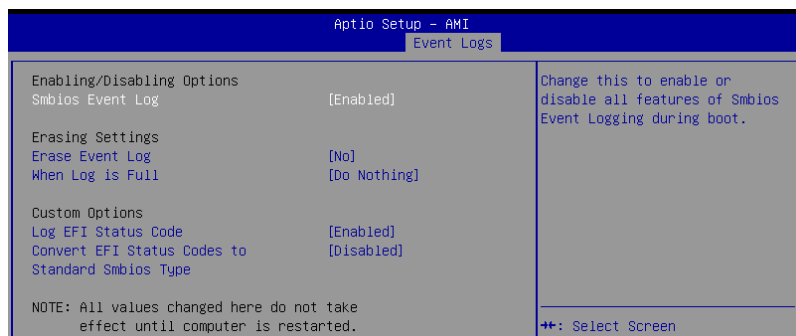 Aptio Setup – AMI
Event Logs
Enabling/Disabling Options
Smbios Event Log [Enabled]
Erasing Settings
Erase Event Log [No]
When Log is Full [Do Nothing]
Custom Options
Log EFI Status Code [Enabled]
Convert EFI Status Codes to [Disabled]
Standard Smbios Type
NOTE: All values changed here do not take
effect until computer is restarted.
Change this to enable or
disable all features of Smbios
Event Logging during boot.
→←: Select Screen